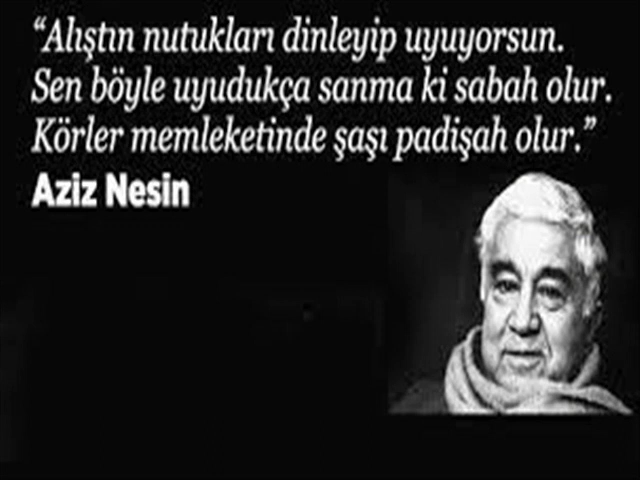 “Alıştın nutukları dinleyip uyuyorsun.
Sen böyle uyudukça sanma ki sabah olur.
Körler memleketinde şaşı padişah olur.”
Aziz Nesin